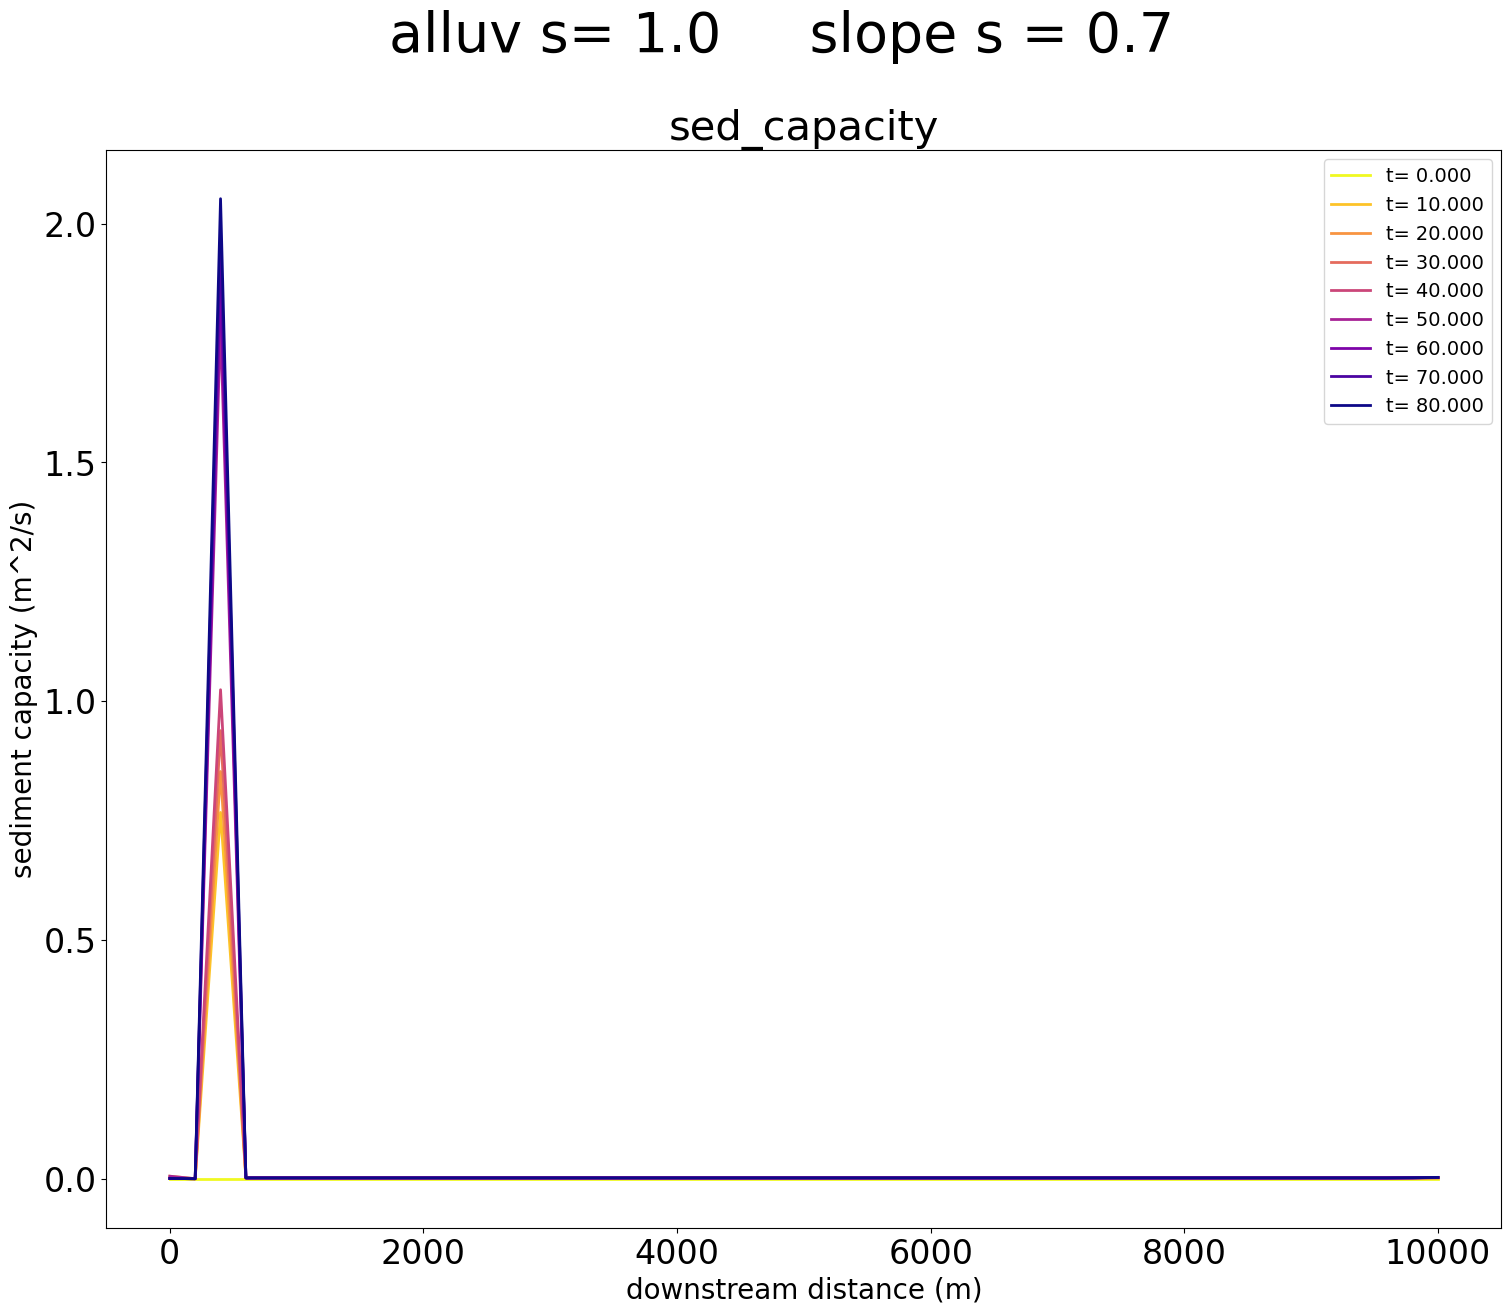 alluv s= 1.0     slope s = 0.7
sed_capacity
t= 0.000
t= 10.000
t= 20.000
t= 30.000
t= 40.000
t= 50.000
t= 60.000
t= 70.000
t= 80.000
sediment capacity (m^2/s)
2.0
1.5
1.0
0.5
0.0
0 2000 4000 6000 8000 10000
downstream distance (m)